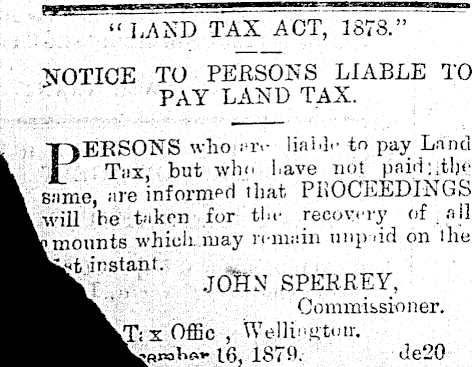 "LAND TAX ACT, 1878."
NOTICE TO PERSONS LIABLE TO
PAY LAND TAX.
PERSONS who are liable to pay Land
Tax, but who have not paid the
same, are informed that PROCEEDINGS
will be taken for the recovery of all
amounts which may remain unpaid on the
instant.
JOHN SPERREY,
Commissioner.
Tax Offic , Wellington.
16, 1879. de20